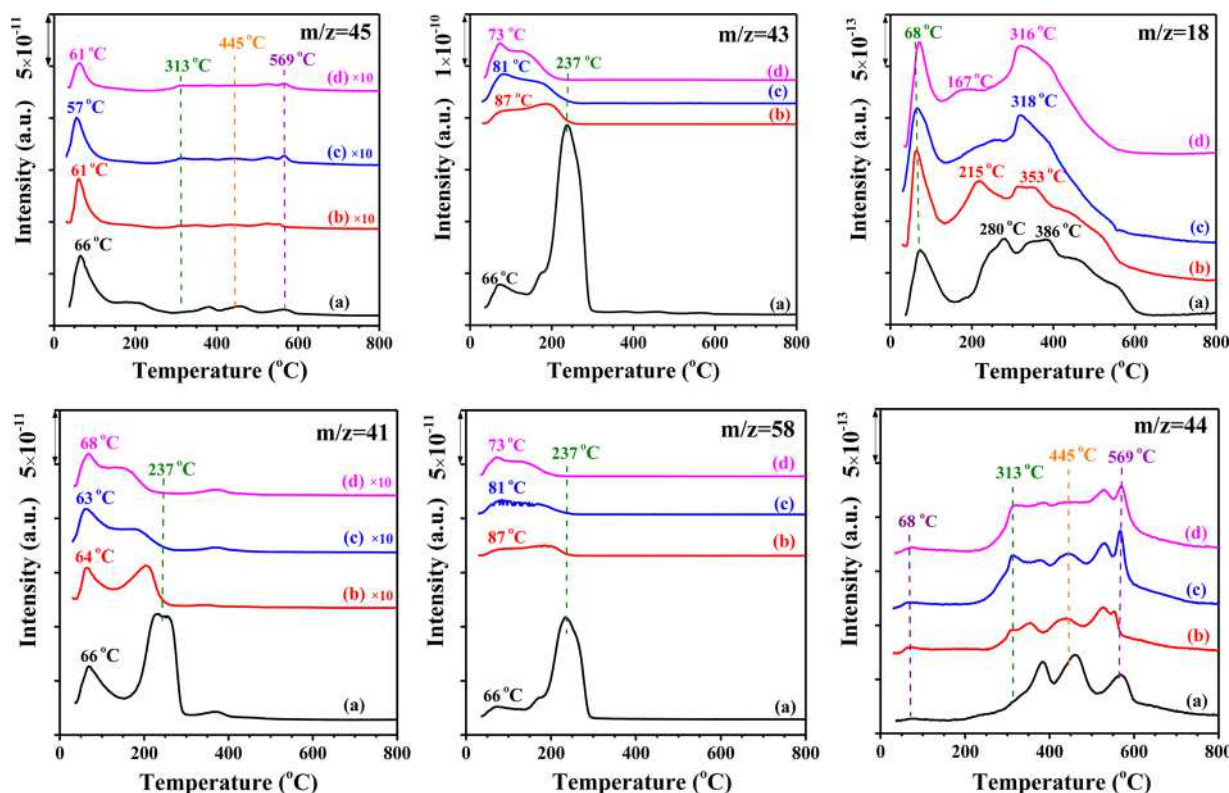 m/z=45
5×10⁻¹¹
Intensity (a.u.)
61 °C
313 °C
445 °C
569 °C
(d) ×10
57 °C
(c) ×10
61 °C
(b) ×10
66 °C
(a)
0 200 400 600 800
Temperature (°C)
m/z=43
1×10⁻¹⁰
Intensity (a.u.)
73 °C
237 °C
(d)
81 °C
(c)
87 °C
(b)
66 °C
(a)
0 200 400 600 800
Temperature (°C)
m/z=18
5×10⁻¹³
Intensity (a.u.)
68 °C
316 °C
167 °C
(d)
318 °C
(c)
215 °C
353 °C
(b)
280 °C
386 °C
(a)
0 200 400 600 800
Temperature (°C)
m/z=41
5×10⁻¹¹
Intensity (a.u.)
68 °C
237 °C
(d) ×10
63 °C
(c) ×10
64 °C
(b) ×10
66 °C
(a)
0 200 400 600 800
Temperature (°C)
m/z=58
5×10⁻¹¹
Intensity (a.u.)
73 °C
237 °C
(d)
81 °C
(c)
87 °C
(b)
66 °C
(a)
0 200 400 600 800
Temperature (°C)
m/z=44
5×10⁻¹³
Intensity (a.u.)
68 °C
313 °C
445 °C
569 °C
(d)
(c)
(b)
(a)
0 200 400 600 800
Temperature (°C)